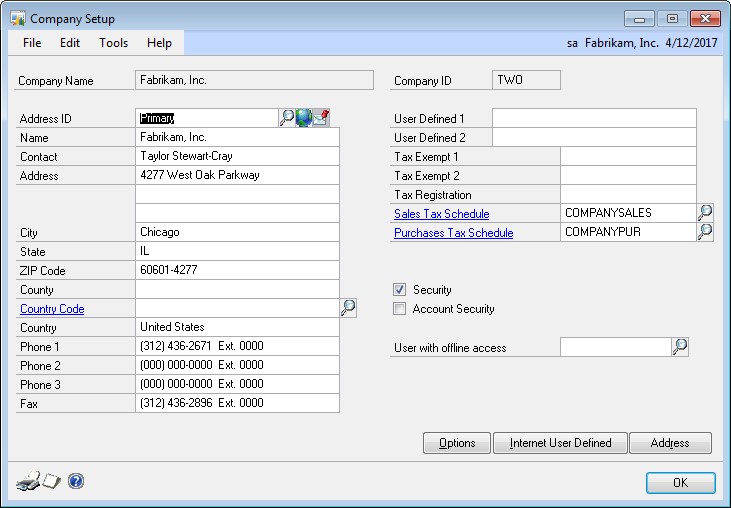 Company Setup
File Edit Tools Help sa Fabrikam, Inc. 4/12/2017
Company Name Fabrikam, Inc. Company ID TWO
Address ID Primary User Defined 1
Name Fabrikam, Inc. User Defined 2
Contact Taylor Stewart-Cray Tax Exempt 1
Address 4277 West Oak Parkway Tax Exempt 2
Tax Registration
Sales Tax Schedule COMPANYSALES
City Chicago Purchases Tax Schedule COMPANYPUR
State IL
ZIP Code 60601-4277
County Security
Country Code Account Security
Country United States
Phone 1 (312) 436-2671 Ext. 0000 User with offline access
Phone 2 (000) 000-0000 Ext. 0000
Phone 3 (000) 000-0000 Ext. 0000
Fax (312) 436-2896 Ext. 0000
Options Internet User Defined Address
OK